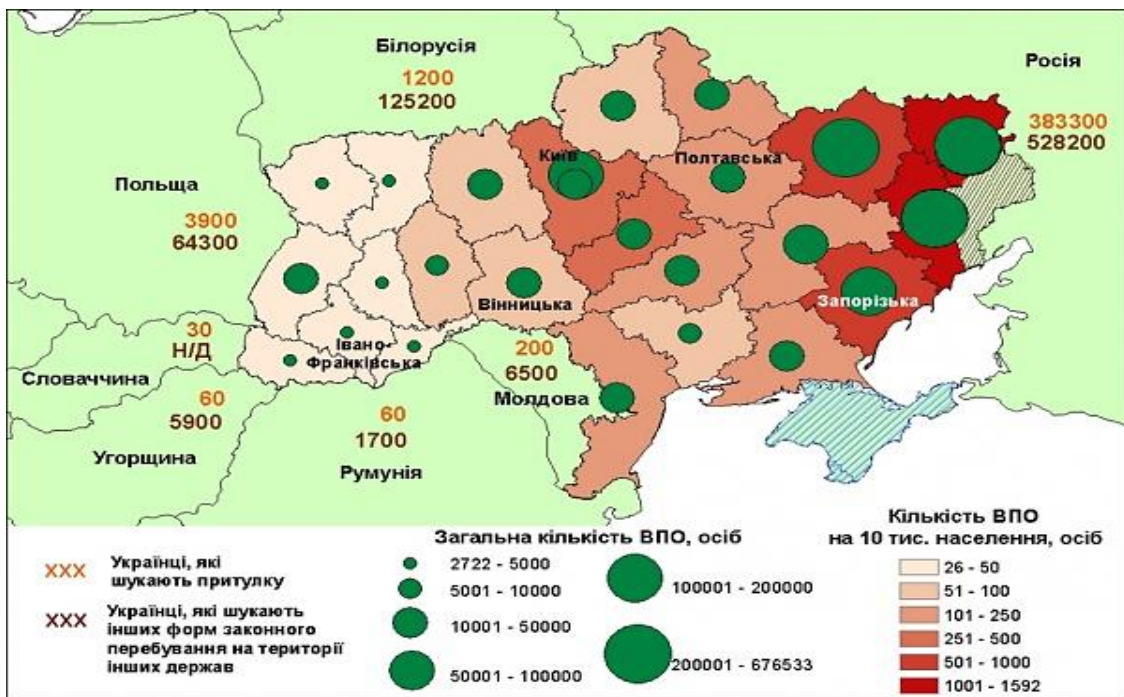 Білорусія
1200
125200
Росія
383300
528200
Київ
Полтавська
Польща
3900
64300
Вінницька
Запорізька
30
Н/Д
Словаччина
Івано-
Франківська
200
6500
Молдова
60
5900
Угорщина
60
1700
Румунія
XXX Українці, які
шукають притулку
XXX Українці, які шукають
інших форм законного
перебування на території
інших держав
Загальна кількість ВПО, осіб
2722 - 5000
5001 - 10000
10001 - 50000
50001 - 100000
100001 - 200000
200001 - 676533
Кількість ВПО
на 10 тис. населення, осіб
26 - 50
51 - 100
101 - 250
251 - 500
501 - 1000
1001 - 1592